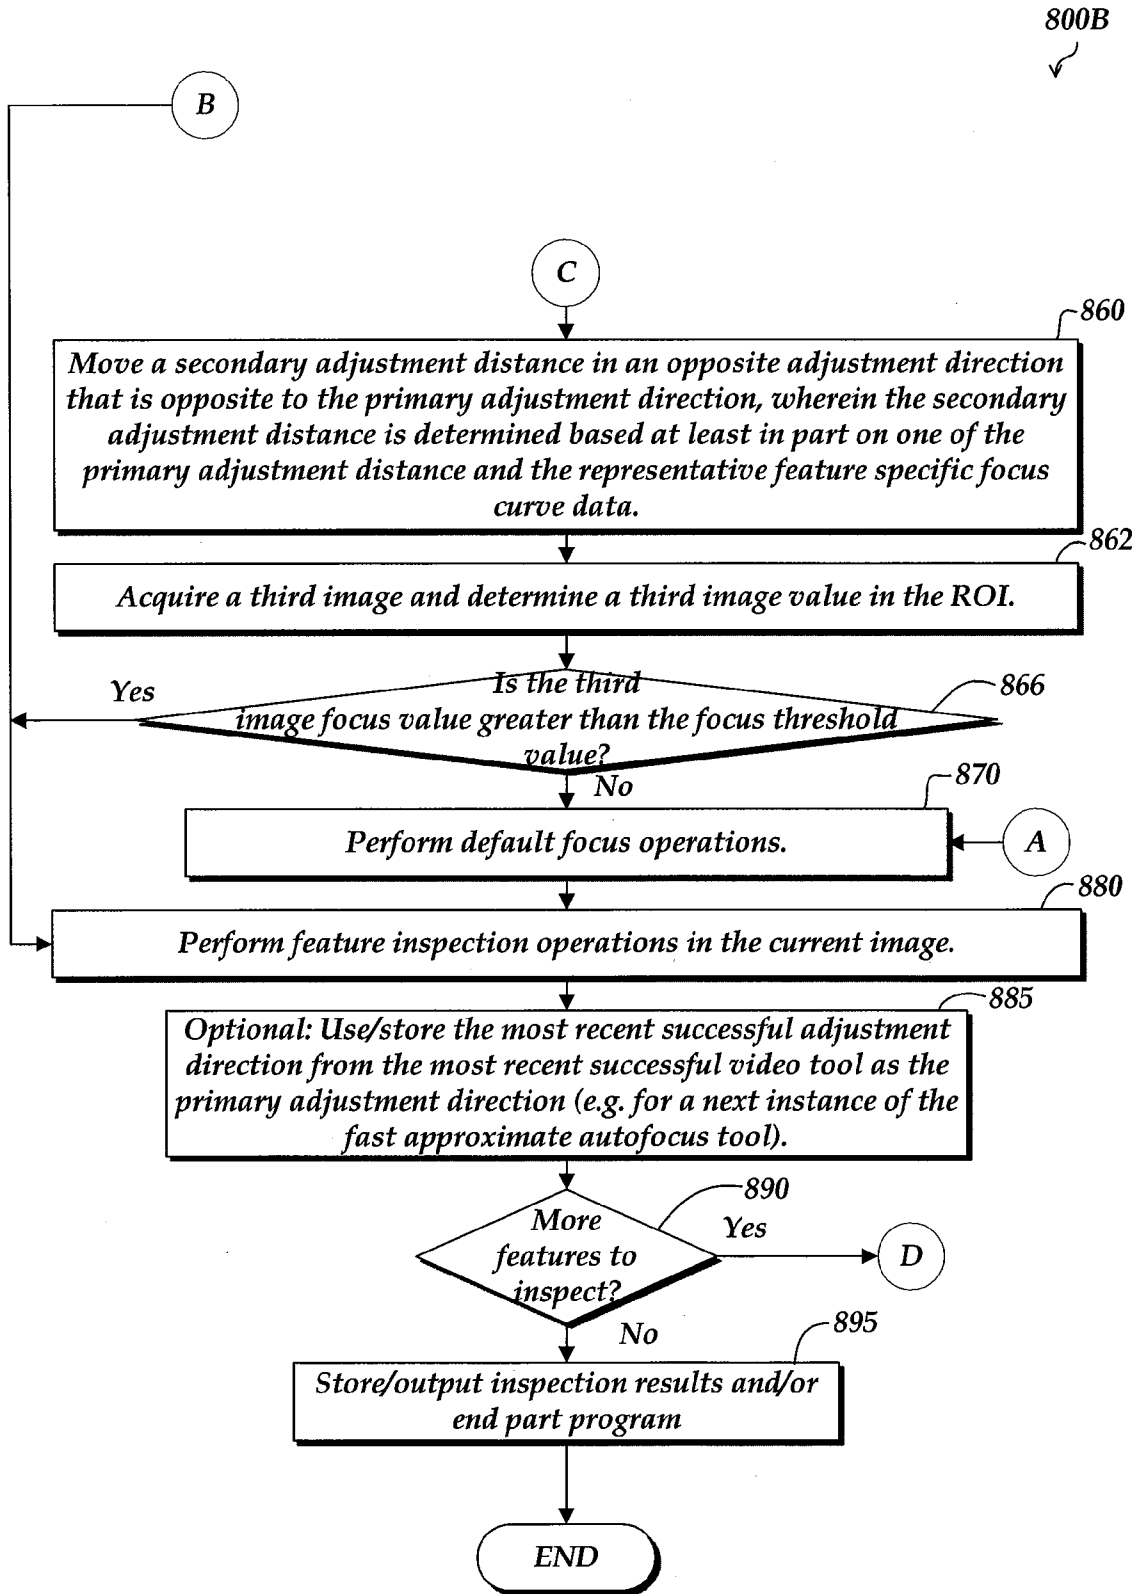 800B
B
C
860
Move a secondary adjustment distance in an opposite adjustment direction
that is opposite to the primary adjustment direction, wherein the secondary
adjustment distance is determined based at least in part on one of the
primary adjustment distance and the representative feature specific focus
curve data.
862
Acquire a third image and determine a third image value in the ROI.
Yes
Is the third
image focus value greater than the focus threshold
value?
866
No
870
Perform default focus operations.
A
880
Perform feature inspection operations in the current image.
885
Optional: Use/store the most recent successful adjustment
direction from the most recent successful video tool as the
primary adjustment direction (e.g. for a next instance of the
fast approximate autofocus tool).
890
More
features to
inspect?
Yes
D
No
895
Store/output inspection results and/or
end part program
END